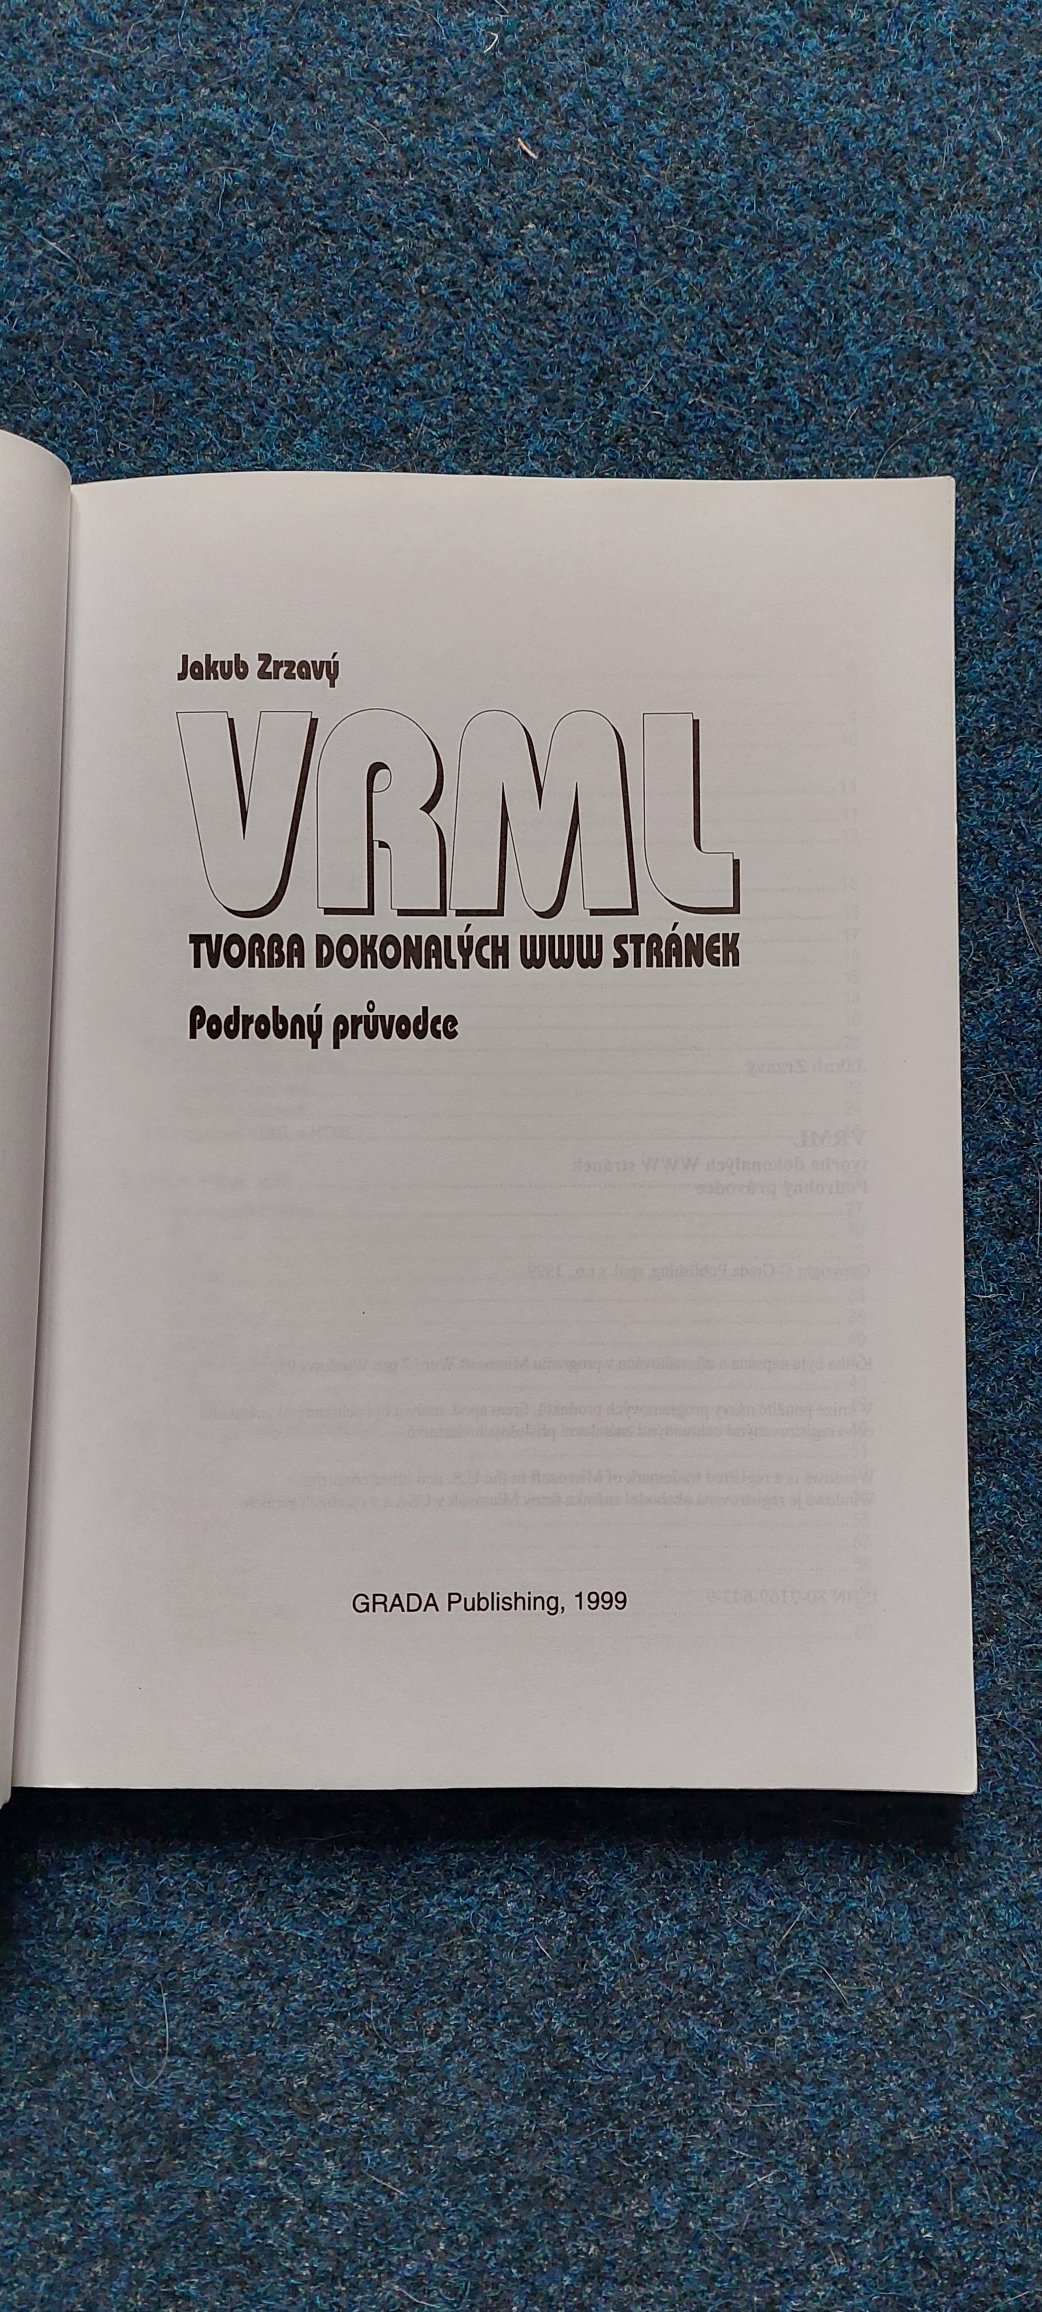 Jakub Zrzavý
VRML
TVORBA DOKONALÝCH WWW STRÁNEK
Podrobný průvodce
GRADA Publishing, 1999